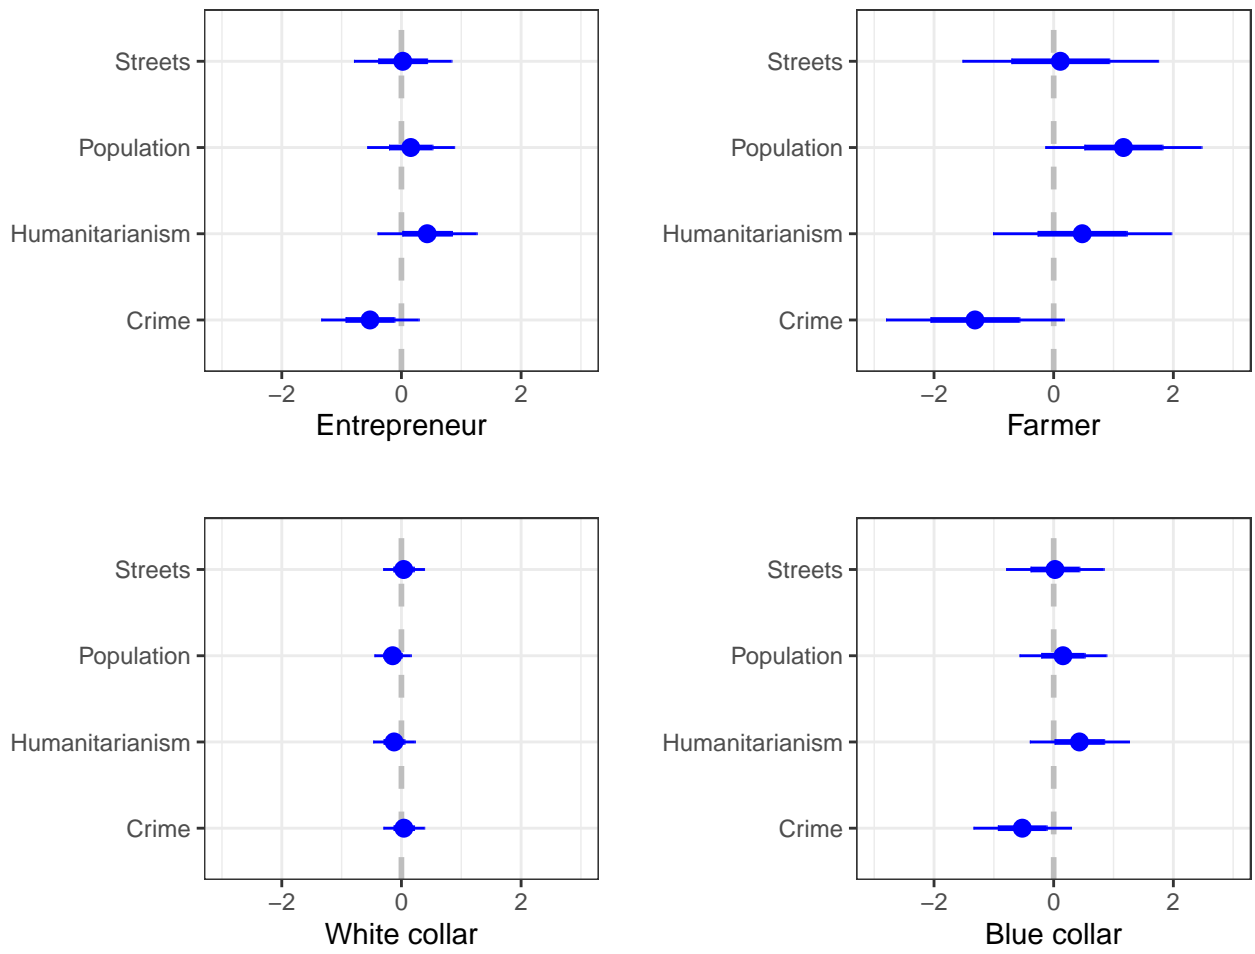 Streets
Population
Humanitarianism
Crime
−2 0 2
Entrepreneur
Streets
Population
Humanitarianism
Crime
−2 0 2
Farmer
Streets
Population
Humanitarianism
Crime
−2 0 2
White collar
Streets
Population
Humanitarianism
Crime
−2 0 2
Blue collar